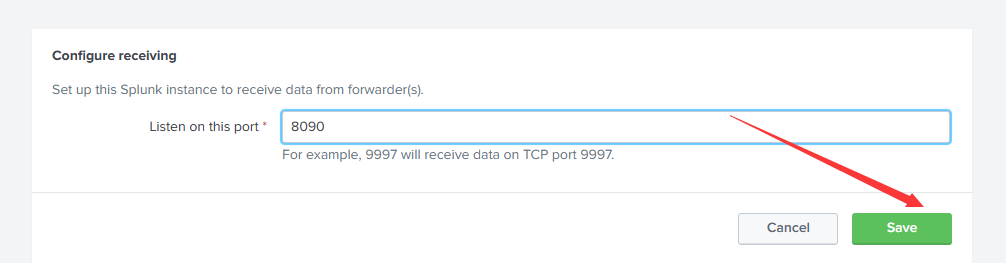 Configure receiving
Set up this Splunk instance to receive data from forwarder(s).
Listen on this port * 8090
For example, 9997 will receive data on TCP port 9997.
Cancel Save